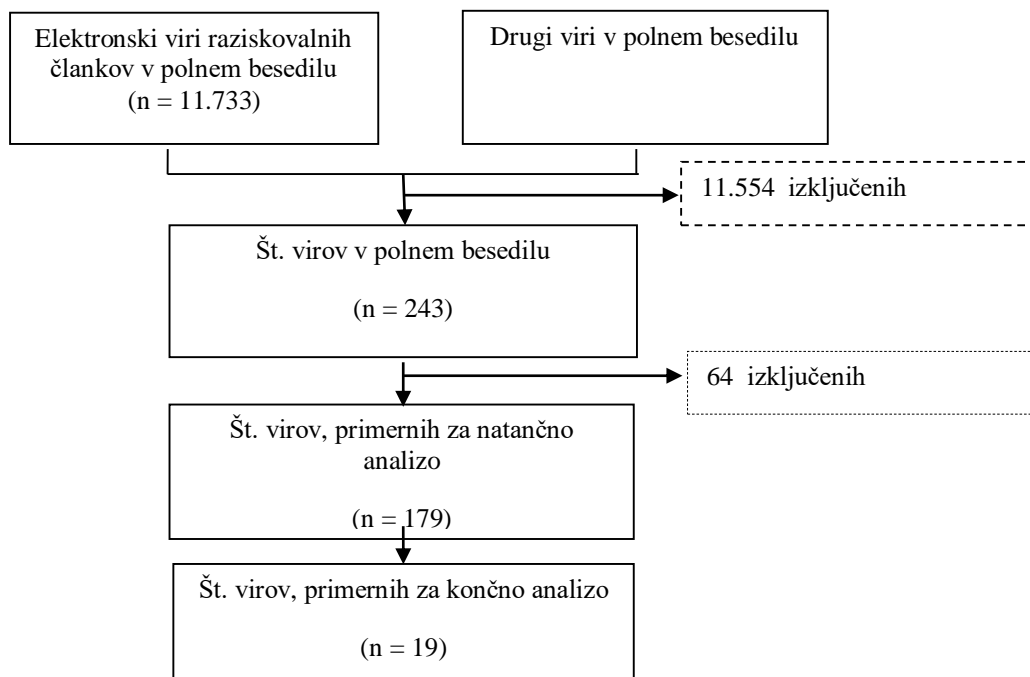 Elektronski viri raziskovalnih
člankov v polnem besedilu
(n = 11.733)
Drugi viri v polnem besedilu
11.554 izključenih
Št. virov v polnem besedilu
(n = 243)
64 izključenih
Št. virov, primernih za natančno
analizo
(n = 179)
Št. virov, primernih za končno analizo
(n = 19)